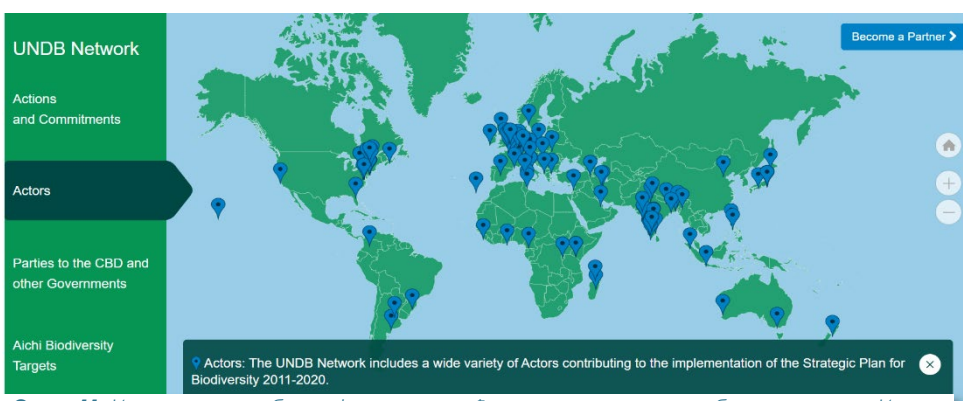 UNDB Network
Become a Partner
Actions
and Commitments
Actors
Parties to the CBD and
other Governments
Aichi Biodiversity
Targets
Actors: The UNDB Network includes a wide variety of Actors contributing to the implementation of the Strategic Plan for
Biodiversity 2011-2020.